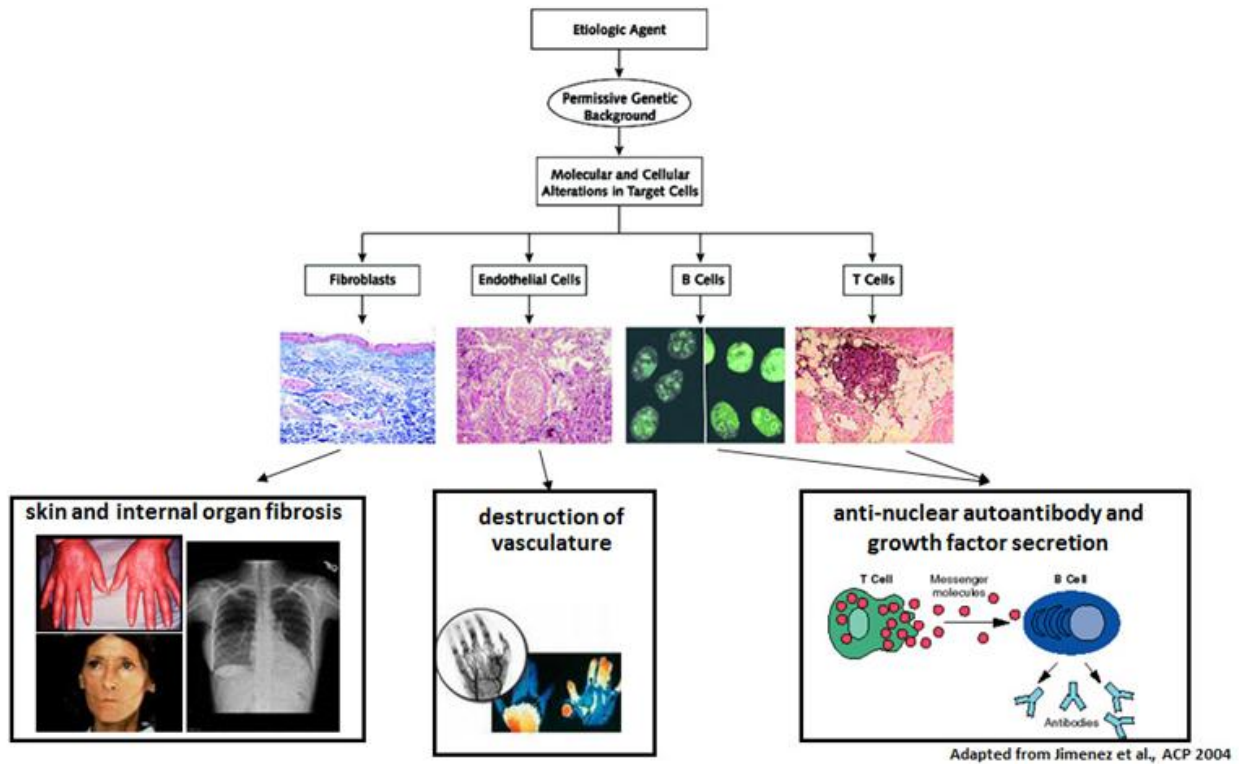 Etiologic Agent
Permissive Genetic
Background
Molecular and Cellular
Alterations in Target Cells
Fibroblasts
Endothelial Cells
B Cells
T Cells
skin and internal organ fibrosis
destruction of
vasculature
anti-nuclear autoantibody and
growth factor secretion
T Cell
Messenger
molecules
B Cell
Antibodies
Adapted from Jimenez et al., ACP 2004